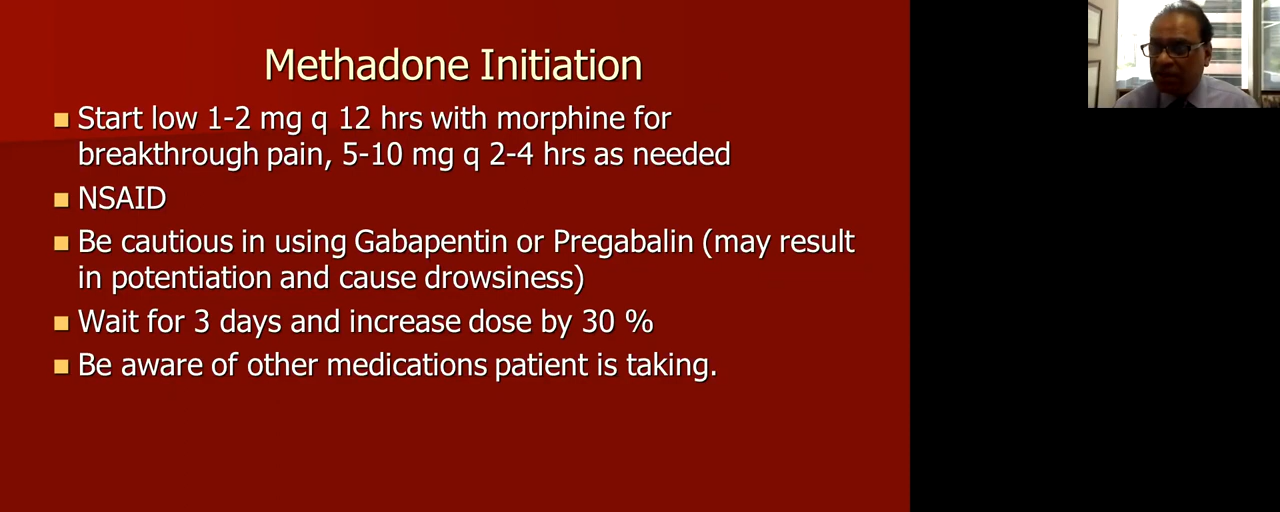 Methadone Initiation
Start low 1-2 mg q 12 hrs with morphine for
breakthrough pain, 5-10 mg q 2-4 hrs as needed
NSAID
Be cautious in using Gabapentin or Pregabalin (may result
in potentiation and cause drowsiness)
Wait for 3 days and increase dose by 30 %
Be aware of other medications patient is taking.